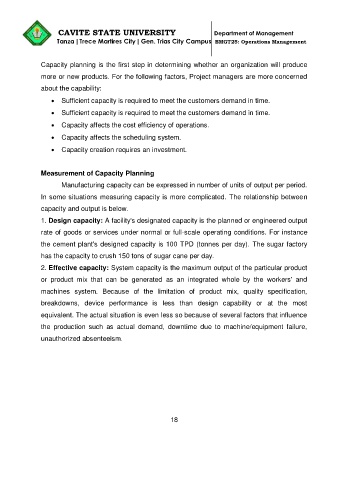 CAVITE STATE UNIVERSITY
Department of Management
Tanza | Trece Martires City | Gen. Trias City Campus
BMGT25: Operations Management
Capacity planning is the first step in determining whether an organization will produce
more or new products. For the following factors, Project managers are more concerned
about the capability:
• Sufficient capacity is required to meet the customers demand in time.
• Sufficient capacity is required to meet the customers demand in time.
• Capacity affects the cost efficiency of operations.
• Capacity affects the scheduling system.
• Capacity creation requires an investment.
Measurement of Capacity Planning
Manufacturing capacity can be expressed in number of units of output per period.
In some situations measuring capacity is more complicated. The relationship between
capacity and output is below.
1. Design capacity: A facility's designated capacity is the planned or engineered output
rate of goods or services under normal or full-scale operating conditions. For instance
the cement plant's designed capacity is 100 TPD (tonnes per day). The sugar factory
has the capacity to crush 150 tons of sugar cane per day.
2. Effective capacity: System capacity is the maximum output of the particular product
or product mix that can be generated as an integrated whole by the workers' and
machines system. Because of the limitation of product mix, quality specification,
breakdowns, device performance is less than design capability or at the most
equivalent. The actual situation is even less so because of several factors that influence
the production such as actual demand, downtime due to machine/equipment failure,
unauthorized absenteeism.
18